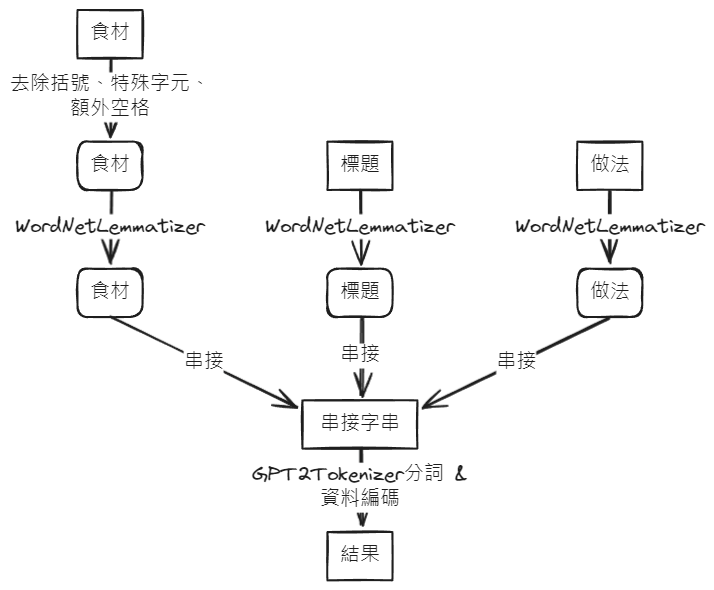 食材
去除括號、特殊字元、
額外空格
食材
標題
做法
WordNetLemmatizer
WordNetLemmatizer
WordNetLemmatizer
食材
標題
做法
串接
串接
串接
串接字串
GPT2Tokenizer分詞 &
資料編碼
結果